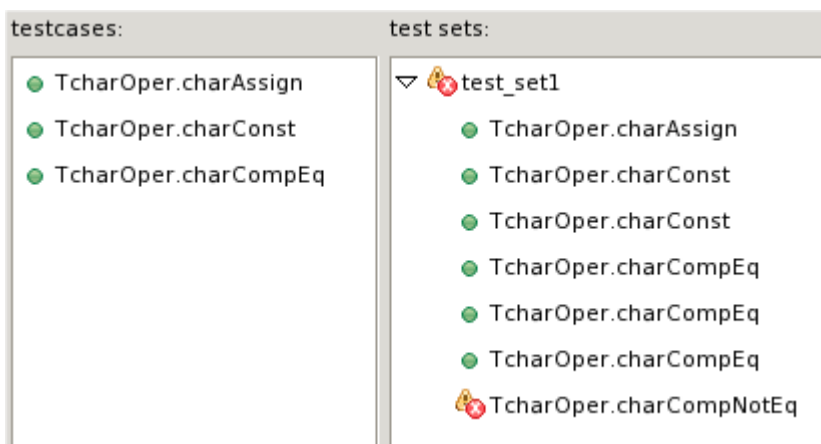 testcases:
TcharOper.charAssign
TcharOper.charConst
TcharOper.charCompEq
test sets:
test_set1
TcharOper.charAssign
TcharOper.charConst
TcharOper.charConst
TcharOper.charCompEq
TcharOper.charCompEq
TcharOper.charCompEq
TcharOper.charCompNotEq